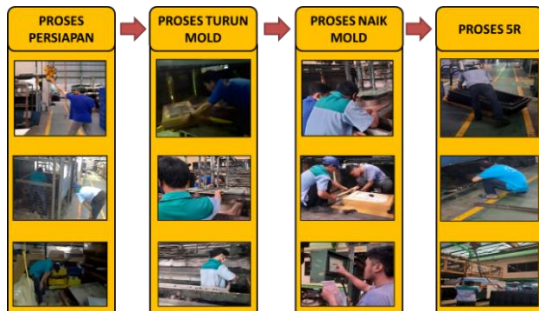 PROSES
PERSIAPAN
PROSES TURUN
MOLD
PROSES NAIK
MOLD
PROSES 5R